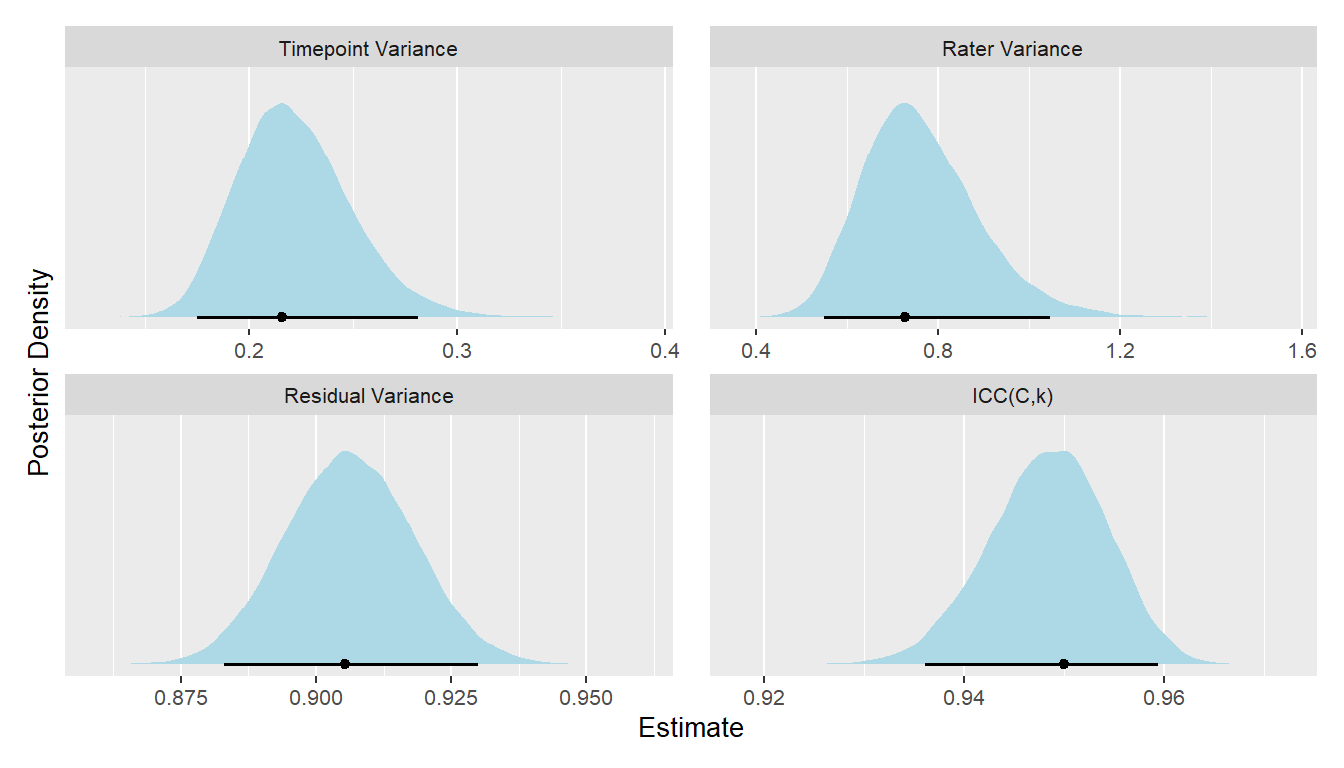 Timepoint Variance
Rater Variance
0.2 0.3 0.4
0.4 0.8 1.2 1.6
Posterior Density
Residual Variance
ICC(C,k)
0.875 0.900 0.925 0.950
0.92 0.94 0.96
Estimate